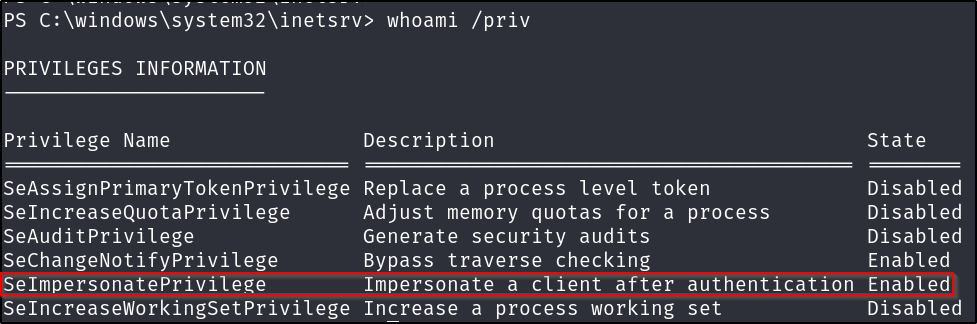 PS C:\windows\system32\inetsrv> whoami /priv
PRIVILEGES INFORMATION
Privilege Name Description State
SeAssignPrimaryTokenPrivilege Replace a process level token Disabled
SeIncreaseQuotaPrivilege Adjust memory quotas for a process Disabled
SeAuditPrivilege Generate security audits Disabled
SeChangeNotifyPrivilege Bypass traverse checking Enabled
SeImpersonatePrivilege Impersonate a client after authentication Enabled
SeIncreaseWorkingSetPrivilege Increase a process working set Disabled